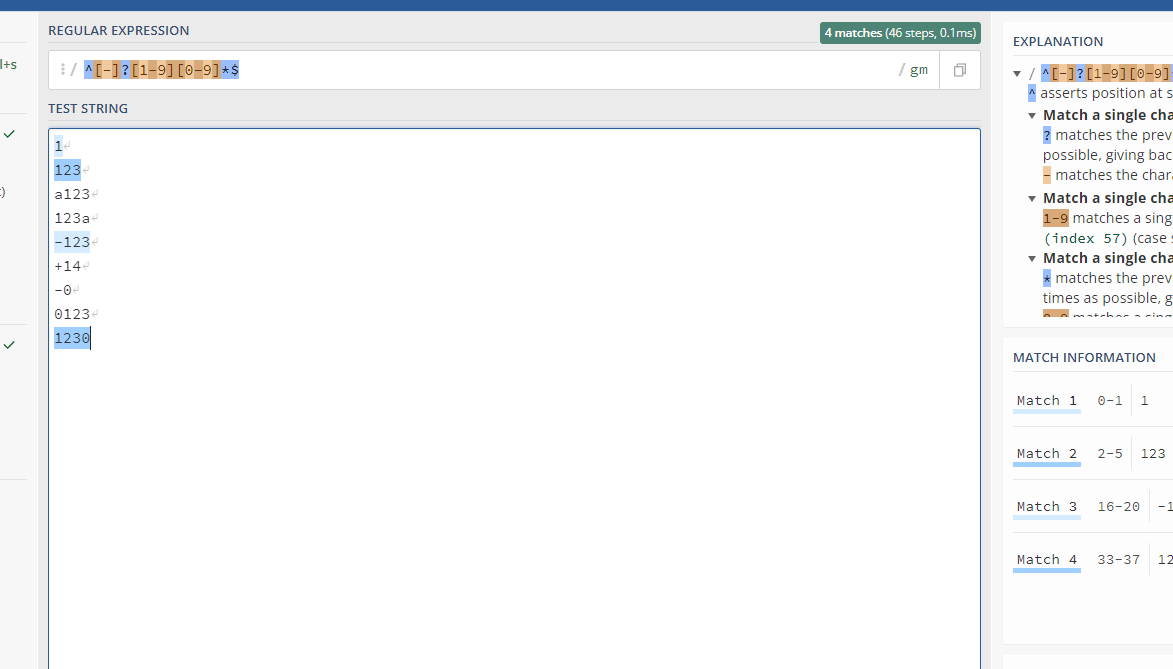 l+s
t)
REGULAR EXPRESSION
4 matches (46 steps, 0.1ms)
/ ^[-]?[1-9][0-9]*$
/ gm
TEST STRING
1
123
a123
123a
-123
+14
-0
0123
1230
EXPLANATION
/ ^[-]?[1-9][0-9]
^ asserts position at s
Match a single cha
? matches the prev
possible, giving bac
- matches the chara
Match a single cha
1-9 matches a sing
(index 57) (case s
Match a single cha
* matches the prev
times as possible, g
0-9 matches a sing
MATCH INFORMATION
Match 1 0-1 1
Match 2 2-5 123
Match 3 16-20 -1
Match 4 33-37 12